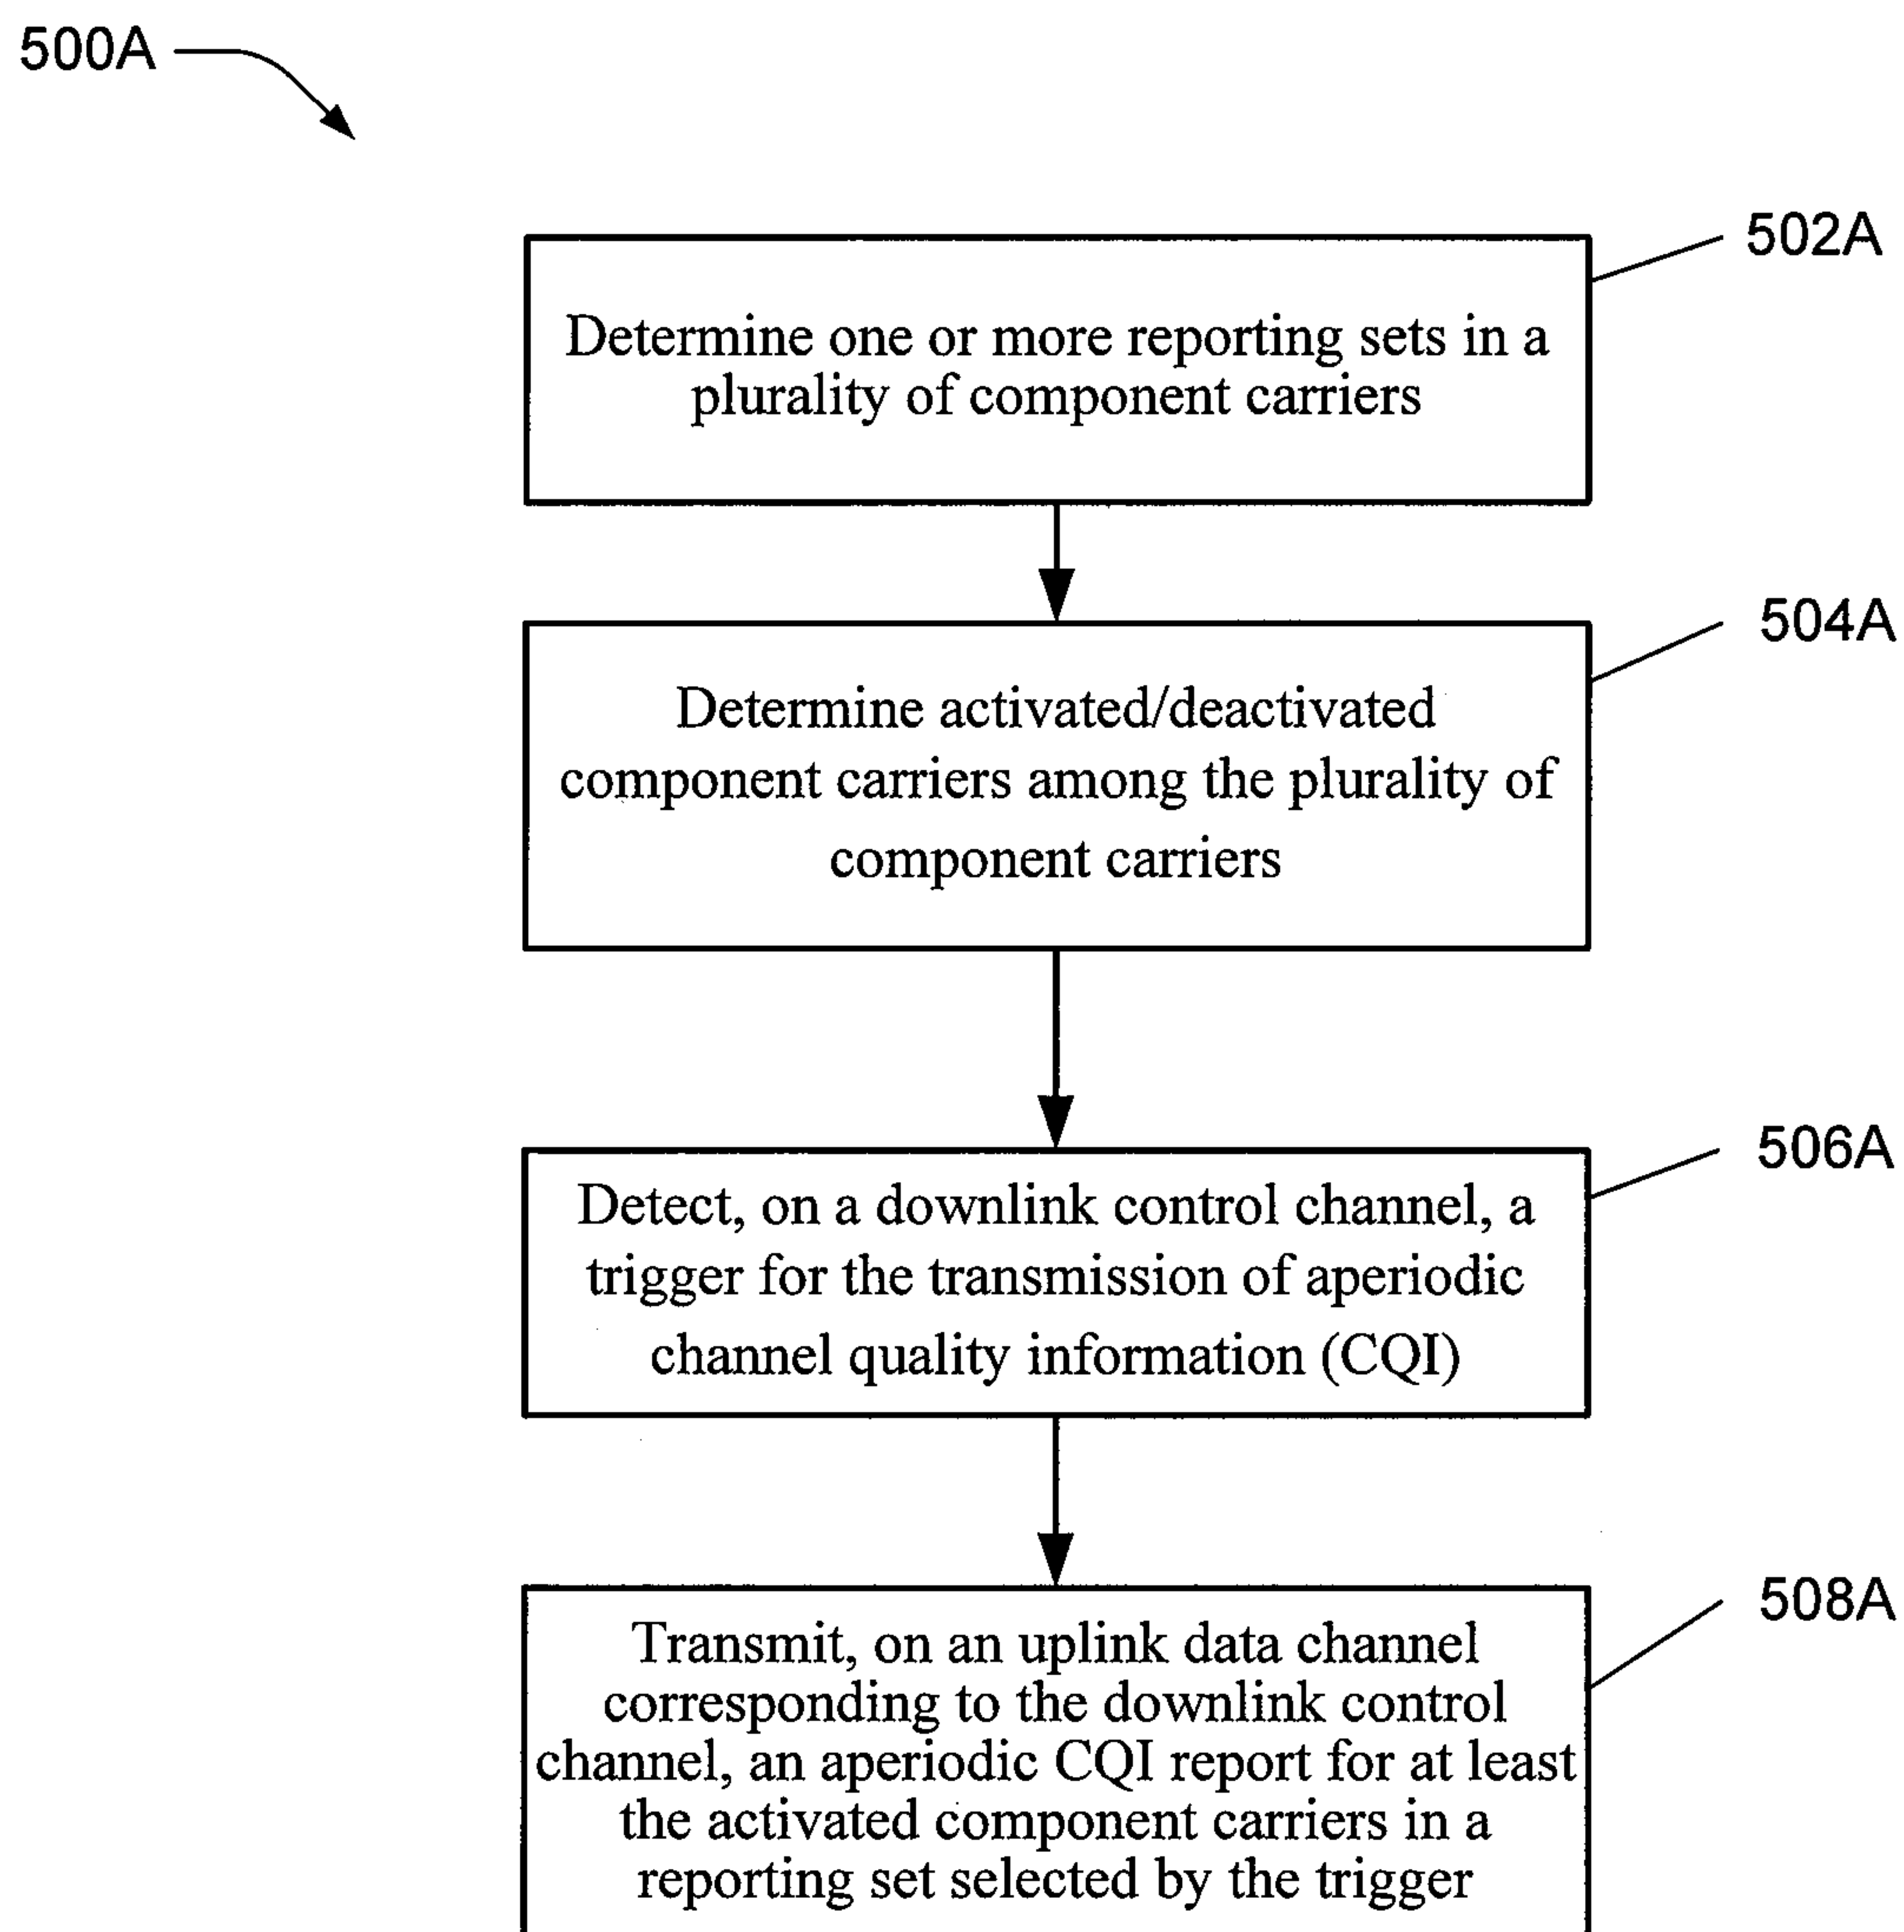 500A
502A
Determine one or more reporting sets in a
plurality of component carriers
504A
Determine activated/deactivated
component carriers among the plurality of
component carriers
506A
Detect, on a downlink control channel, a
trigger for the transmission of aperiodic
channel quality information (CQI)
508A
Transmit, on an uplink data channel
corresponding to the downlink control
channel, an aperiodic CQI report for at least
the activated component carriers in a
reporting set selected by the trigger